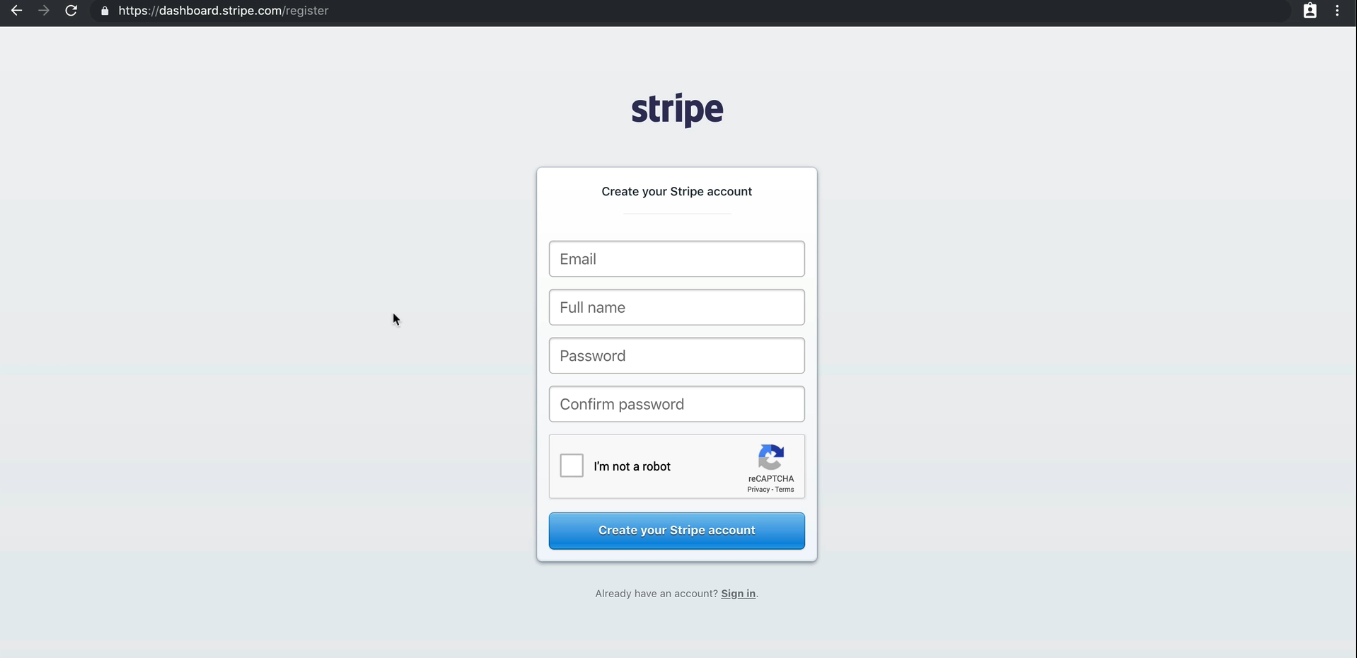 https://dashboard.stripe.com/register
stripe
Create your Stripe account
Email
Full name
Password
Confirm password
I'm not a robot
reCAPTCHA
Privacy - Terms
Create your Stripe account
Already have an account? Sign in.